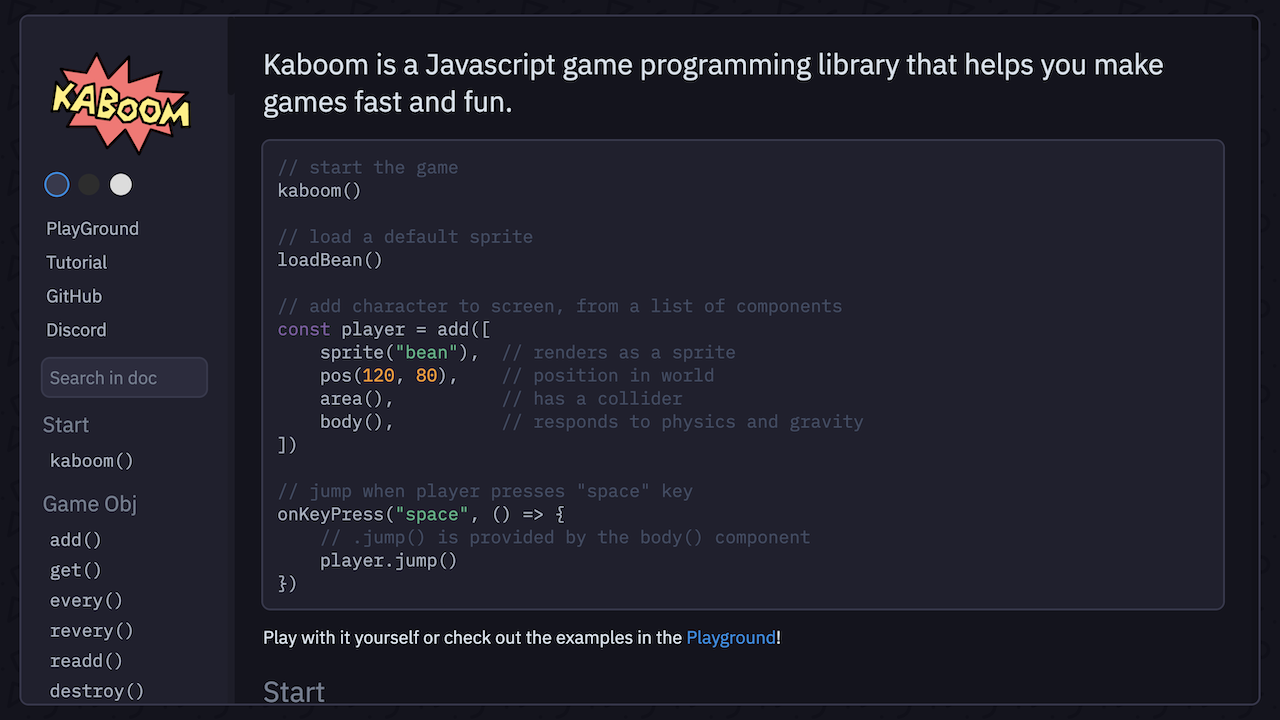 KABOOM
PlayGround
Tutorial
GitHub
Discord
Search in doc
Start
kaboom()
Game Obj
add()
get()
every()
revery()
readd()
destroy()
Kaboom is a Javascript game programming library that helps you make
games fast and fun.
// start the game
kaboom()
// load a default sprite
loadBean()
// add character to screen, from a list of components
const player = add([
    sprite("bean"),  // renders as a sprite
    pos(120, 80),    // position in world
    area(),          // has a collider
    body(),          // responds to physics and gravity
])
// jump when player presses "space" key
onKeyPress("space", () => {
    // .jump() is provided by the body() component
    player.jump()
})
Play with it yourself or check out the examples in the Playground!
Start